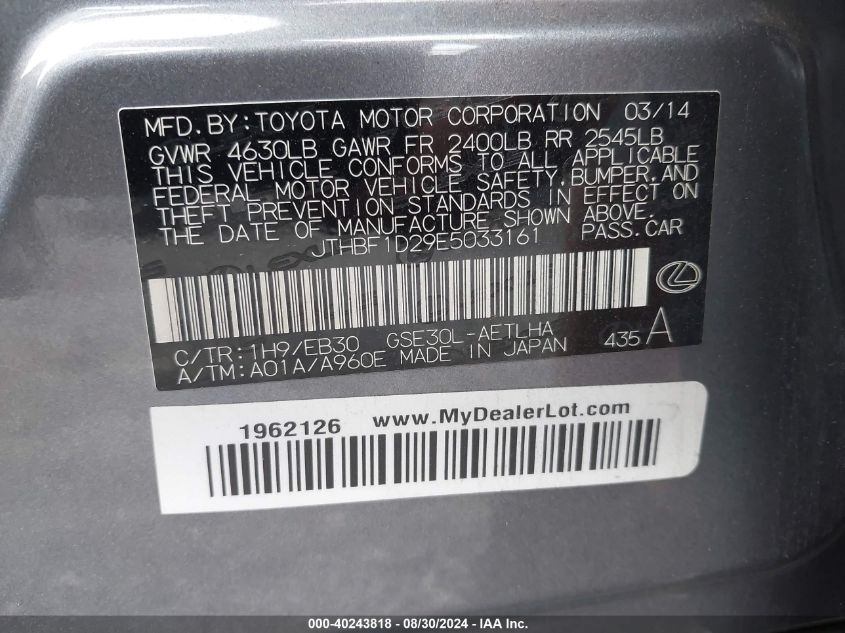 MFD. BY: TOYOTA MOTOR CORPORATION 03/14
GVWR 4630LB GAWR FR 2400LB RR 2545LB
THIS VEHICLE CONFORMS TO ALL APPLICABLE
FEDERAL MOTOR VEHICLE SAFETY, BUMPER, AND
THEFT PREVENTION STANDARDS IN EFFECT ON
THE DATE OF MANUFACTURE SHOWN ABOVE.
JTHBF1D29E5033161 PASS. CAR
C/TR: 1H9/EB30 GSE30L-AETLHA
A/TM: A01A/A960E MADE IN JAPAN 435 A
1962126 www.MyDealerLot.com
000-40243818 - 08/30/2024 - IAA Inc.